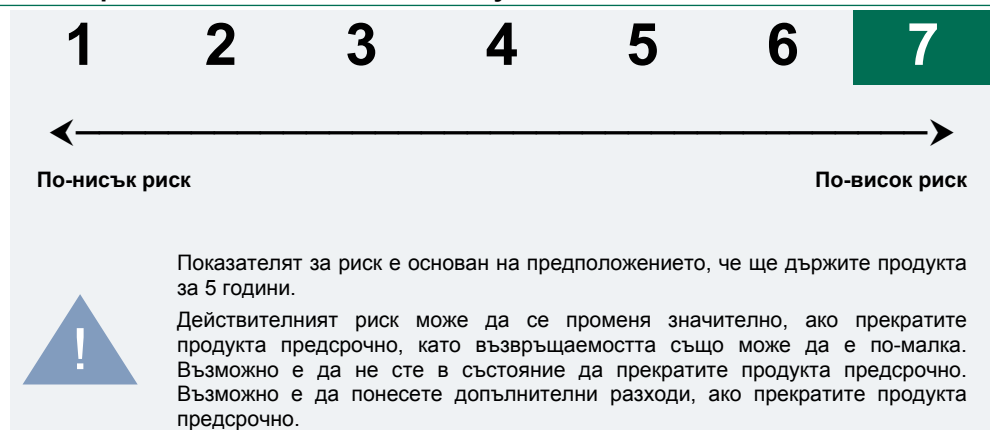 1 2 3 4 5 6 7
По-нисък риск По-висок риск
Показателят за риск е основан на предположението, че ще държите продукта
за 5 години.
! Действителният риск може да се променя значително, ако прекратите
продукта предсрочно, като възвръщаемостта също може да е по-малка.
Възможно е да не сте в състояние да прекратите продукта предсрочно.
Възможно е да понесете допълнителни разходи, ако прекратите продукта
предсрочно.